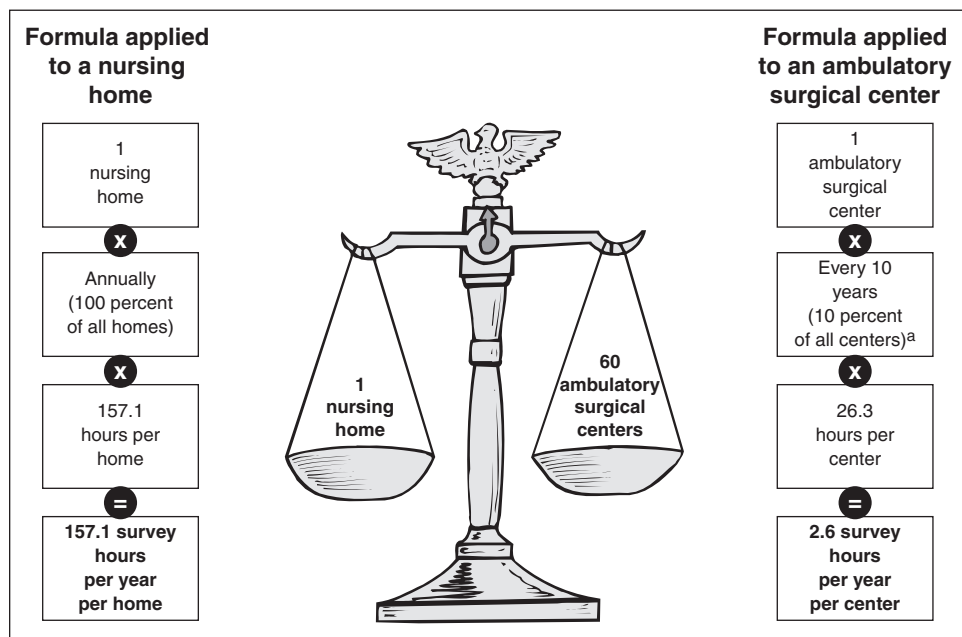 Formula applied
to a nursing
home
1
nursing
home
x
Annually
(100 percent
of all homes)
x
157.1
hours per
home
=
157.1 survey
hours
per year
per home
1
nursing
home
60
ambulatory
surgical
centers
Formula applied
to an ambulatory
surgical center
1
ambulatory
surgical
center
x
Every 10
years
(10 percent
of all centers)a
x
26.3
hours per
center
=
2.6 survey
hours
per year
per center